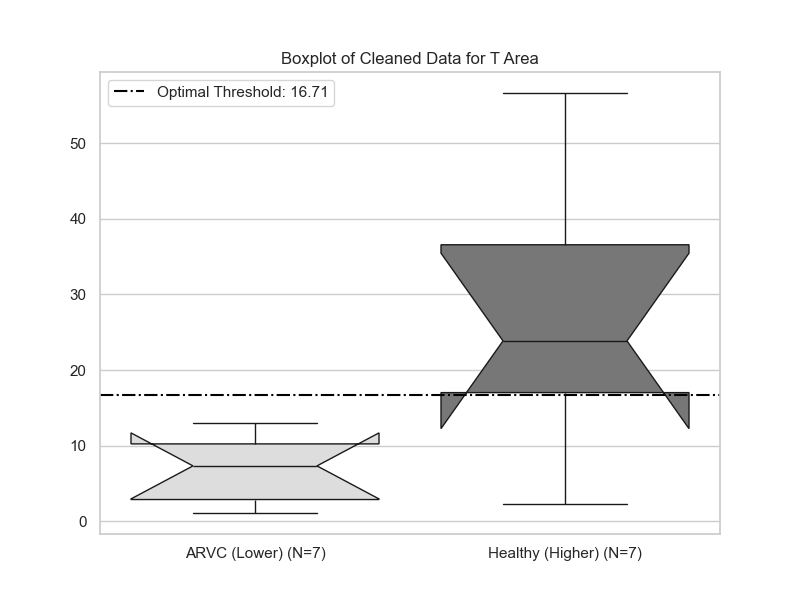 Boxplot of Cleaned Data for T Area
Optimal Threshold: 16.71
50
40
30
20
10
0
ARVC (Lower) (N=7)
Healthy (Higher) (N=7)